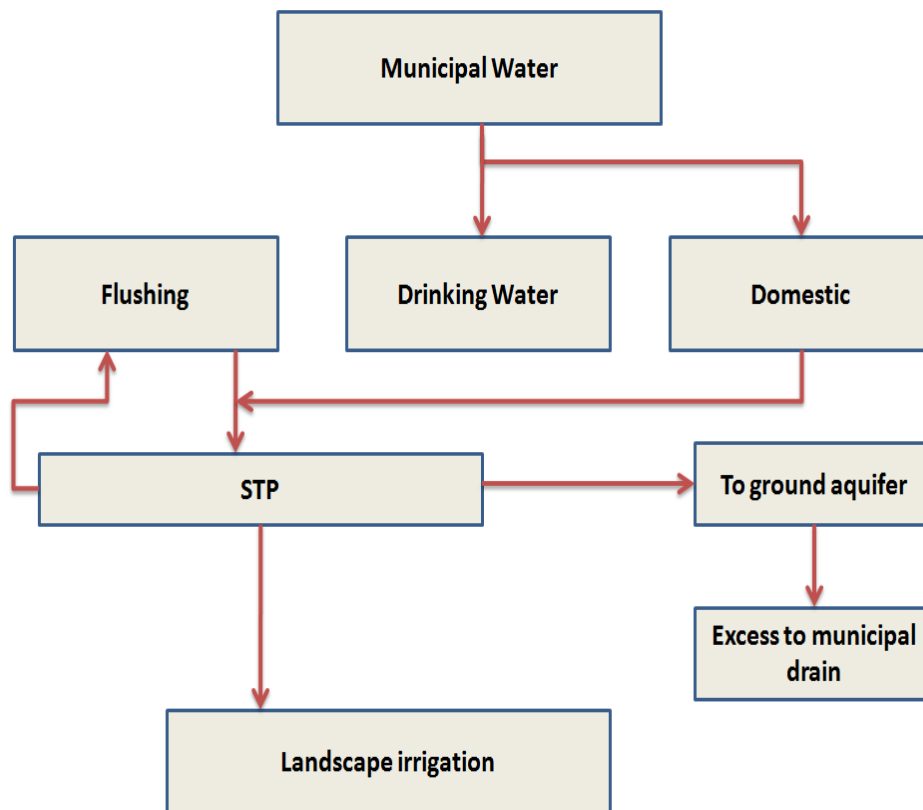 Municipal Water
Flushing
Drinking Water
Domestic
STP
To ground aquifer
Excess to municipal
drain
Landscape irrigation